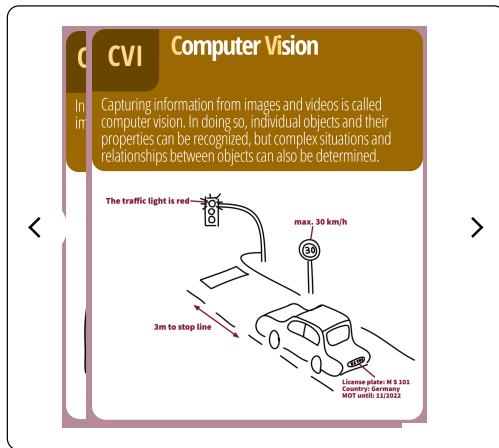 C
CVI
Computer Vision
In
im
Capturing information from images and videos is called
computer vision. In doing so, individual objects and their
properties can be recognized, but complex situations and
relationships between objects can also be determined.
The traffic light is red
max. 30 km/h
30
3m to stop line
License plate: M S 101
Country: Germany
MOT until: 11/2022